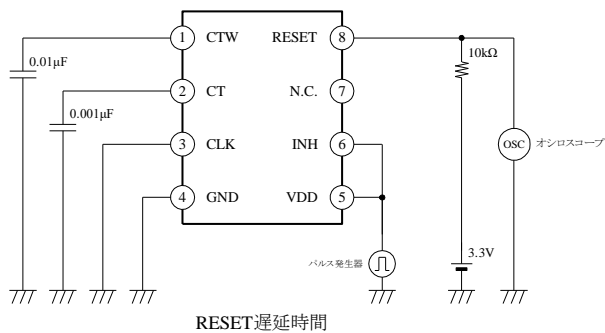 0.01μF
0.001μF
1 CTW
2 CT
3 CLK
4 GND
RESET 8
N.C. 7
INH 6
VDD 5
10kΩ
OSC オシロスコープ
パルス発生器
3.3V
RESET遅延時間